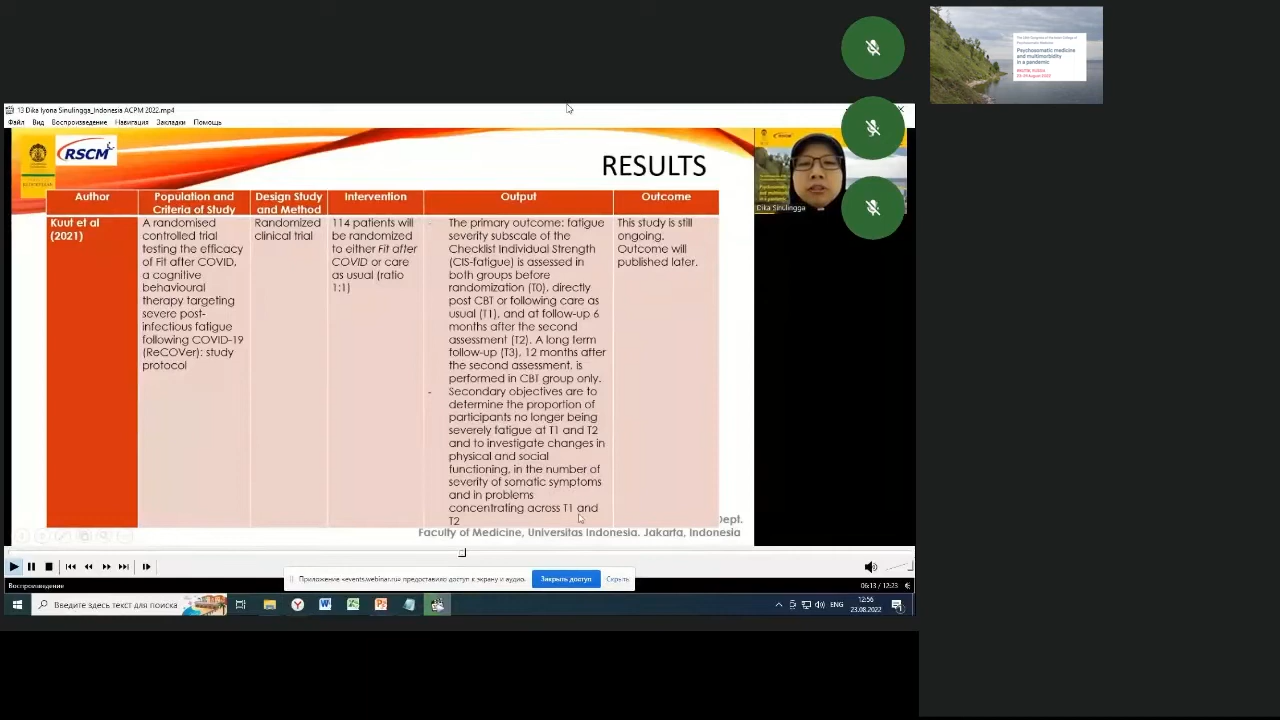 The 19th Congress of the Asian College of
Psychosomatic Medicine
Psychosomatic medicine
and multimorbidity
in a pandemic
13 Dika Iyona Sinulingga_Indonesia ACPM 2022.mp4
Файл Вид Воспроизведение Навигация Закладки Помощь
RSCM
RESULTS
Dika Sinulingga
Author
Population and
Criteria of Study
Design Study
and Method
Intervention
Output
Outcome
Kuut et al
(2021)
A randomised
controlled trial
testing the efficacy
of Fit after COVID,
a cognitive
behavioural
therapy targeting
severe post-
infectious fatigue
following COVID-19
(ReCOVer): study
protocol
Randomized
clinical trial
114 patients will
be randomized
to either Fit after
COVID or care
as usual (ratio
1:1)
- The primary outcome: fatigue
severity subscale of the
Checklist Individual Strength
(CIS-fatigue) is assessed in
both groups before
randomization (T0), directly
post CBT or following care as
usual (T1), and at follow-up 6
months after the second
assessment (T2). A long term
follow-up (T3), 12 months after
the second assessment, is
performed in CBT group only.
- Secondary objectives are to
determine the proportion of
participants no longer being
severely fatigue at T1 and T2
and to investigate changes in
physical and social
functioning, in the number of
severity of somatic symptoms
and in problems
concentrating across T1 and
T2
This study is still
ongoing.
Outcome will
published later.
Dept.
Faculty of Medicine, Universitas Indonesia. Jakarta, Indonesia
Приложение «events.webinar.ru» предоставило доступ к экрану и аудио.
Закрыть доступ
Скрыть
Воспроизведение
06:13 / 12:23
Введите здесь текст для поиска
ENG
12:56
23.08.2022